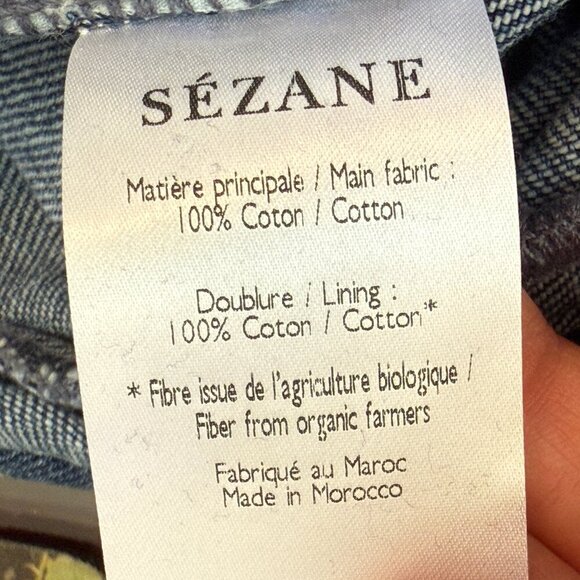 SÉZANE
Matière principale / Main fabric :
100% Coton / Cotton
Doublure / Lining :
100% Coton / Cotton*
* Fibre issue de l'agriculture biologique /
Fiber from organic farmers
Fabriqué au Maroc
Made in Morocco